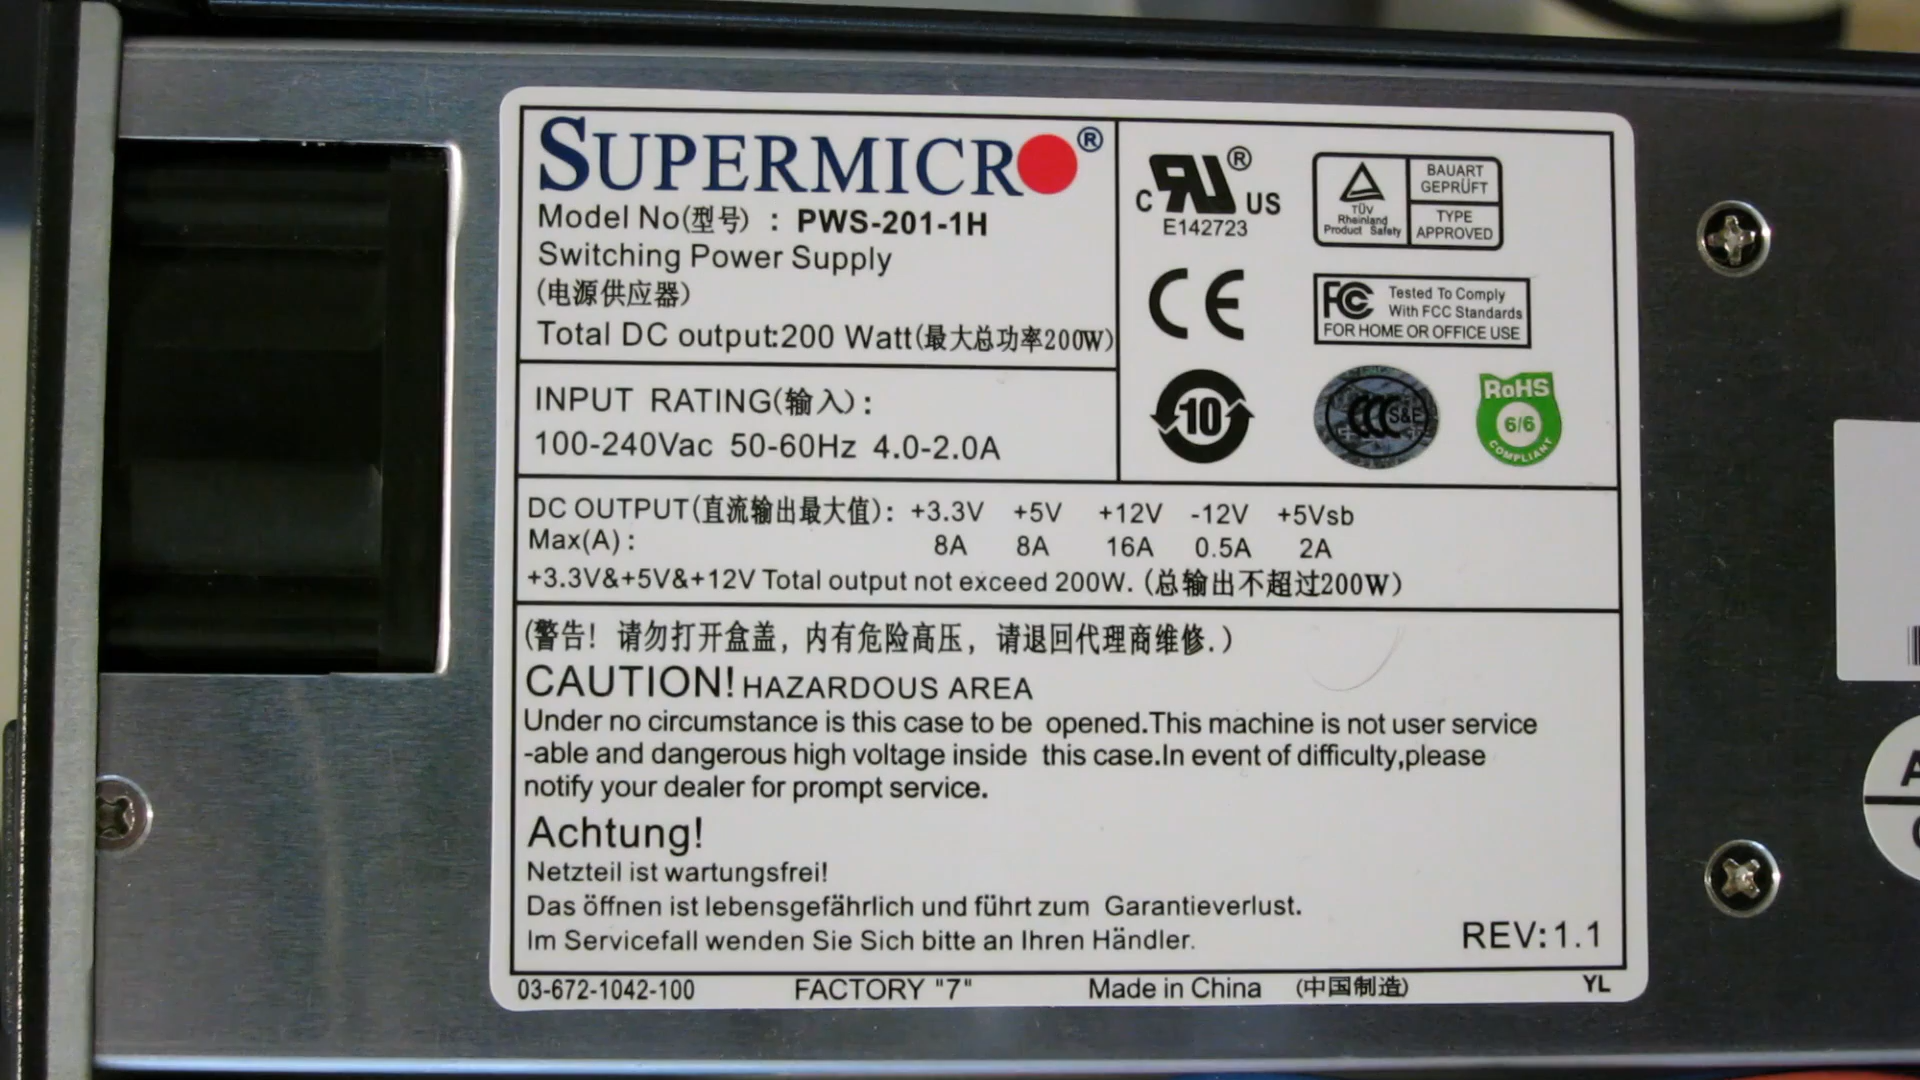 SUPERMICRO®
Model No(型号) : PWS-201-1H
Switching Power Supply
(电源供应器)
Total DC output:200 Watt(最大总功率200W)
INPUT RATING(输入):
100-240Vac 50-60Hz 4.0-2.0A
C RU® US
E142723
TÜV
Rheinland
Product Safety
BAUART
GEPRÜFT
TYPE
APPROVED
CE
FC Tested To Comply
With FCC Standards
FOR HOME OR OFFICE USE
10
CCC S&E
RoHS
6/6
COMPLIANT
DC OUTPUT(直流输出最大值): +3.3V +5V +12V -12V +5Vsb
Max(A): 8A 8A 16A 0.5A 2A
+3.3V&+5V&+12V Total output not exceed 200W. (总输出不超过200W)
(警告! 请勿打开盒盖, 内有危险高压, 请退回代理商维修.)
CAUTION! HAZARDOUS AREA
Under no circumstance is this case to be opened.This machine is not user service
-able and dangerous high voltage inside this case.In event of difficulty,please
notify your dealer for prompt service.
Achtung!
Netzteil ist wartungsfrei!
Das öffnen ist lebensgefährlich und führt zum Garantieverlust.
Im Servicefall wenden Sie Sich bitte an Ihren Händler.
REV:1.1
03-672-1042-100 FACTORY "7" Made in China (中国制造) YL